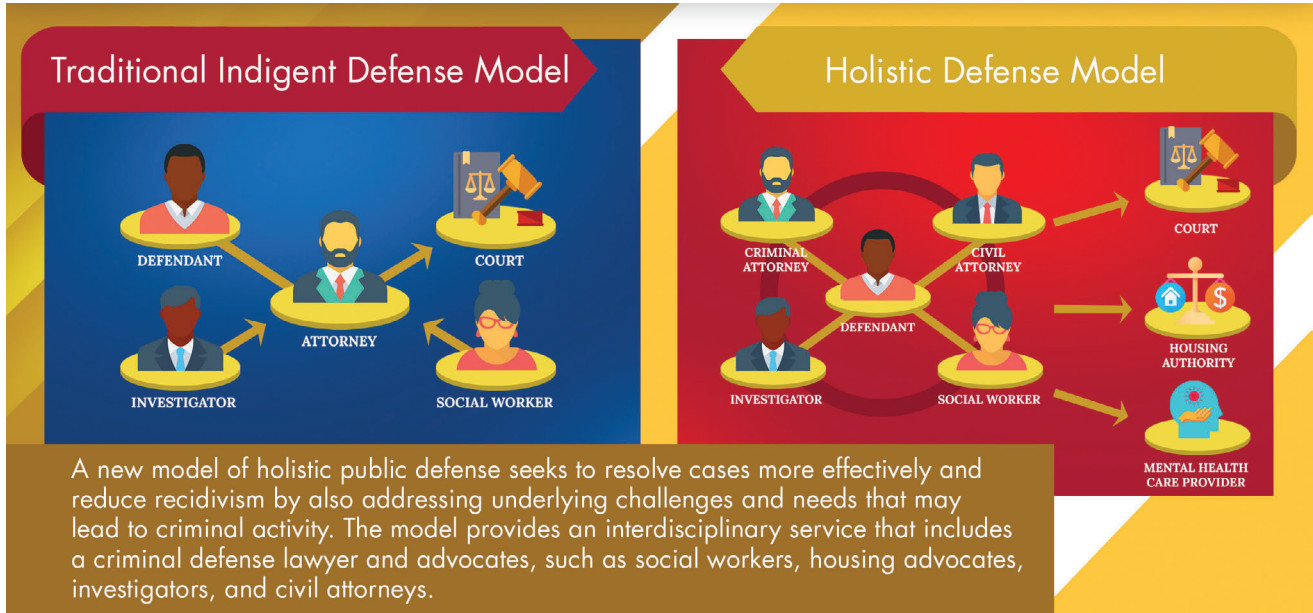 Traditional Indigent Defense Model
DEFENDANT
COURT
ATTORNEY
INVESTIGATOR
SOCIAL WORKER
Holistic Defense Model
CRIMINAL
ATTORNEY
CIVIL
ATTORNEY
DEFENDANT
INVESTIGATOR
SOCIAL WORKER
COURT
$
HOUSING
AUTHORITY
MENTAL HEALTH
CARE PROVIDER
A new model of holistic public defense seeks to resolve cases more effectively and
reduce recidivism by also addressing underlying challenges and needs that may
lead to criminal activity. The model provides an interdisciplinary service that includes
a criminal defense lawyer and advocates, such as social workers, housing advocates,
investigators, and civil attorneys.